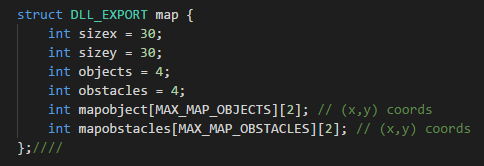 struct DLL_EXPORT map {
    int sizex = 30;
    int sizey = 30;
    int objects = 4;
    int obstacles = 4;
    int mapobject[MAX_MAP_OBJECTS][2]; // (x,y) coords
    int mapobstacles[MAX_MAP_OBSTACLES][2]; // (x,y) coords
};////